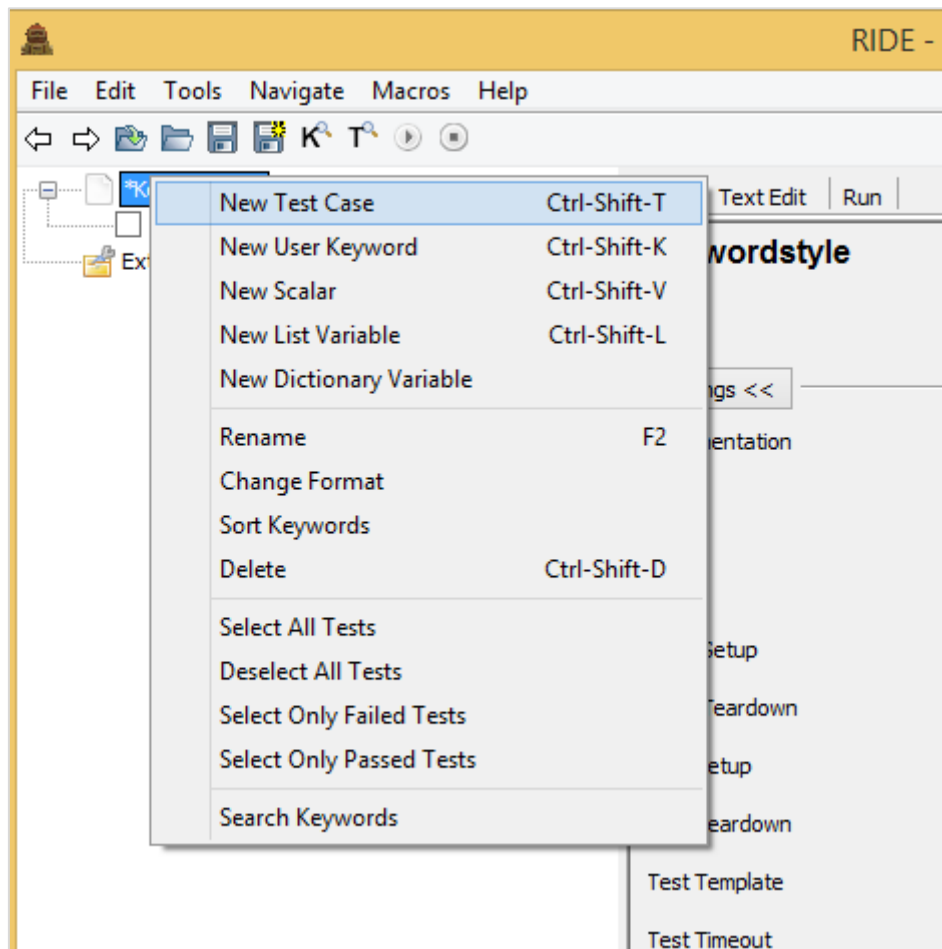 RIDE -
File Edit Tools Navigate Macros Help
Text Edit Run
New Test Case Ctrl-Shift-T
New User Keyword Ctrl-Shift-K
wordstyle
New Scalar Ctrl-Shift-V
New List Variable Ctrl-Shift-L
New Dictionary Variable
<<
Rename F2
Change Format
Sort Keywords
Delete Ctrl-Shift-D
Select All Tests
Setup
Deselect All Tests
Teardown
Select Only Failed Tests
Select Only Passed Tests
Search Keywords
Test Template
Test Timeout